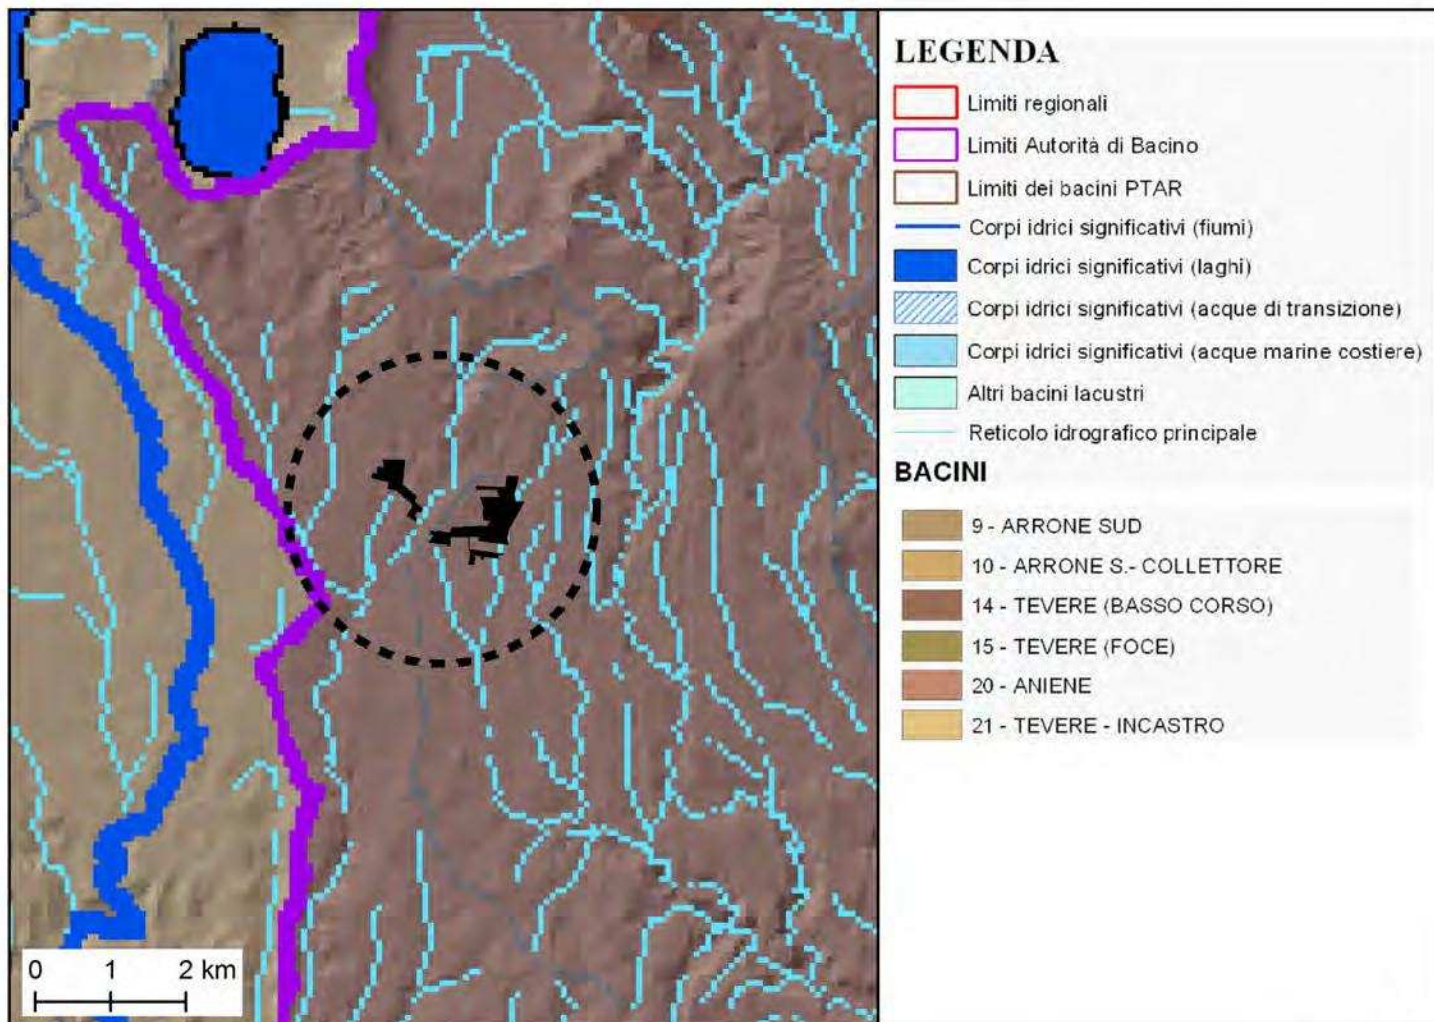 LEGENDA
Limiti regionali
Limiti Autorità di Bacino
Limiti dei bacini PTAR
Corpi idrici significativi (fiumi)
Corpi idrici significativi (laghi)
Corpi idrici significativi (acque di transizione)
Corpi idrici significativi (acque marine costiere)
Altri bacini lacustri
Reticolo idrografico principale
BACINI
9 - ARRONE SUD
10 - ARRONE S.- COLLETTORE
14 - TEVERE (BASSO CORSO)
15 - TEVERE (FOCE)
20 - ANIENE
21 - TEVERE - INCASTRO
0 1 2 km